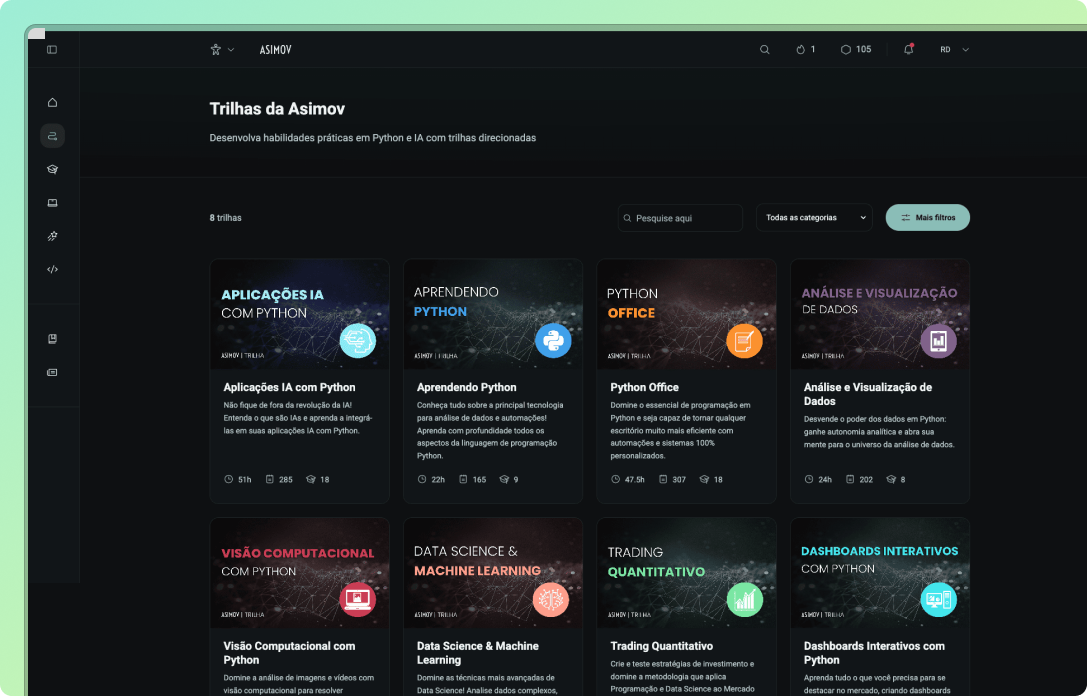 ASIMOV
1
105
RD
Trilhas da Asimov
Desenvolva habilidades práticas em Python e IA com trilhas direcionadas
8 trilhas
Pesquise aqui
Todas as categorias
Mais filtros
APLICAÇÕES IA
COM PYTHON
ASIMOV | TRILHA
Aplicações IA com Python
Não fique de fora da revolução da IA!
Entenda o que são IAs e aprenda a integrá-
las em suas aplicações IA com Python.
51h 285 18
APRENDENDO
PYTHON
ASIMOV | TRILHA
Aprendendo Python
Conheça tudo sobre a principal tecnologia
para análise de dados e automações!
Aprenda com profundidade todos os
aspectos da linguagem de programação
Python.
22h 165 9
PYTHON
OFFICE
ASIMOV | TRILHA
Python Office
Domine o essencial de programação em
Python e seja capaz de tornar qualquer
escritório muito mais eficiente com
automações e sistemas 100%
personalizados.
47.5h 307 18
ANÁLISE E VISUALIZAÇÃO
DE DADOS
ASIMOV | TRILHA
Análise e Visualização de
Dados
Desvende o poder dos dados em Python:
ganhe autonomia analítica e abra sua
mente para o universo da análise de dados.
24h 202 8
VISÃO COMPUTACIONAL
COM PYTHON
ASIMOV | TRILHA
Visão Computacional com
Python
Domine a análise de imagens e vídeos com
visão computacional para resolver
DATA SCIENCE &
MACHINE LEARNING
ASIMOV | TRILHA
Data Science & Machine
Learning
Domine as técnicas mais avançadas de
Data Science! Analise dados complexos,
TRADING
QUANTITATIVO
ASIMOV | TRILHA
Trading Quantitativo
Crie e teste estratégias de investimento e
domine a metodologia que aplica
Programação e Data Science ao Mercado
DASHBOARDS INTERATIVOS
COM PYTHON
ASIMOV | TRILHA
Dashboards Interativos com
Python
Aprenda tudo o que você precisa para se
destacar no mercado, criando dashboards